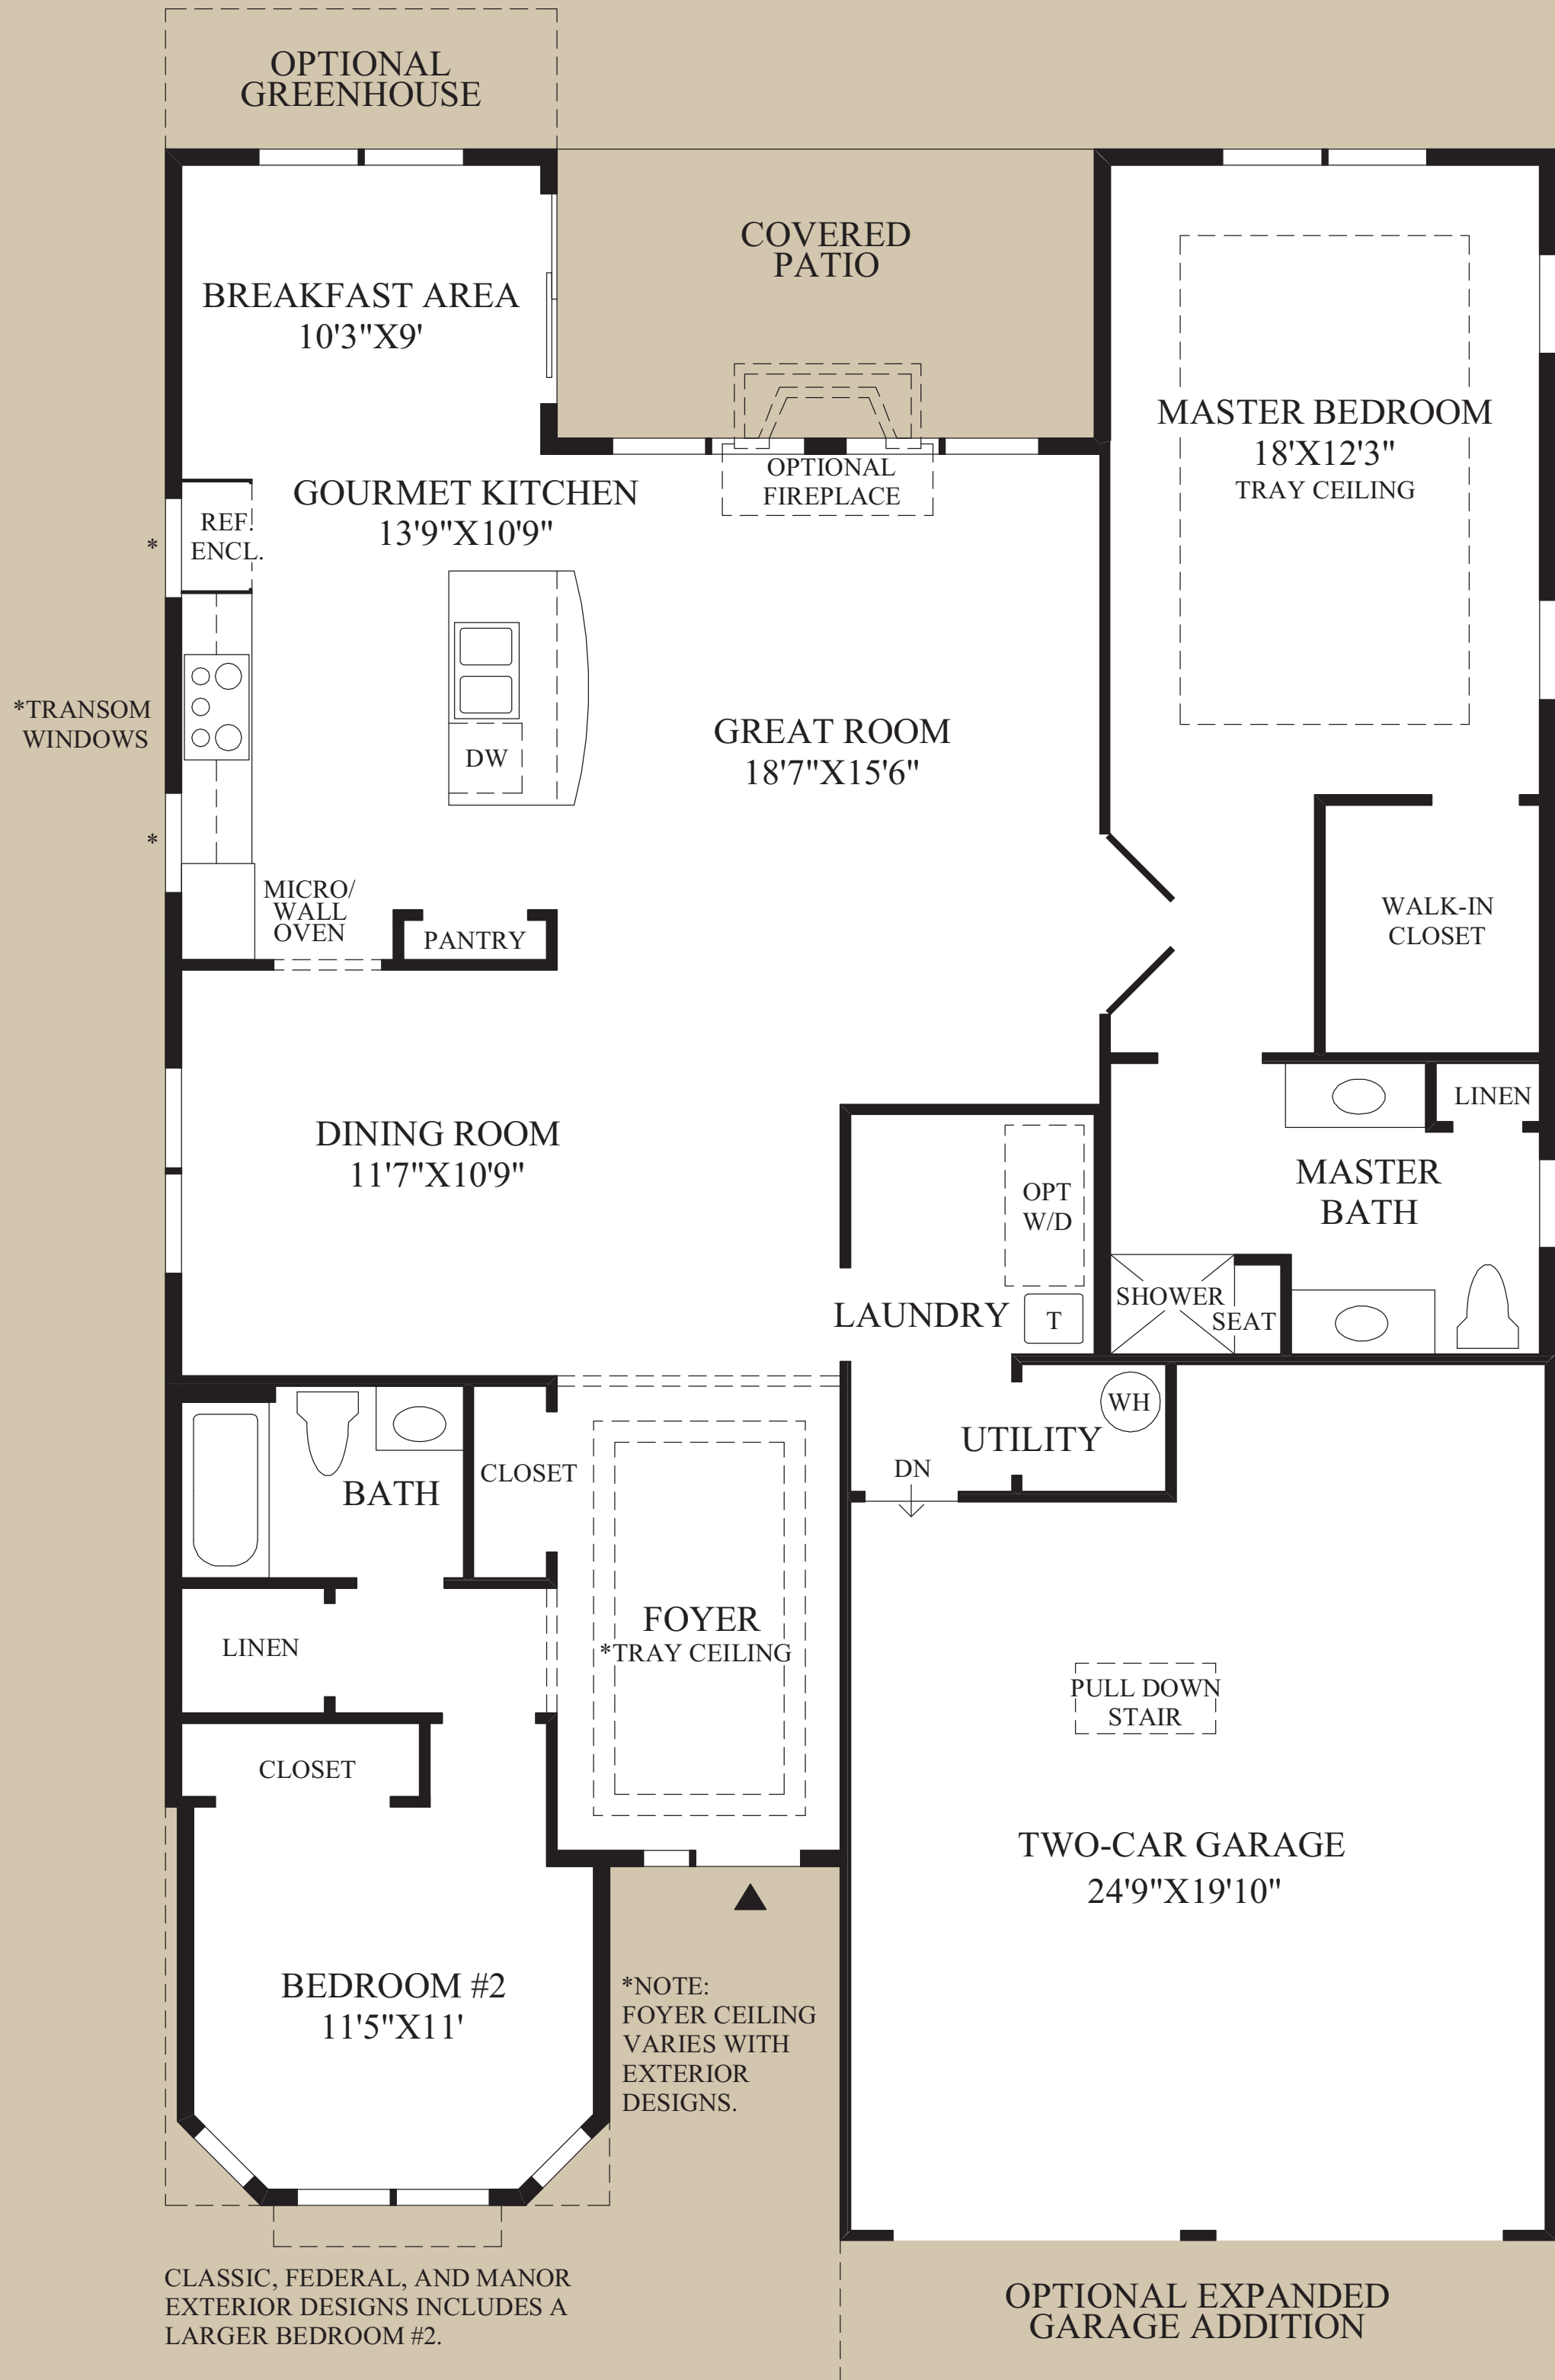 OPTIONAL
GREENHOUSE
COVERED
PATIO
BREAKFAST AREA
10'3"X9'
MASTER BEDROOM
18'X12'3"
TRAY CEILING
OPTIONAL
FIREPLACE
GOURMET KITCHEN
13'9"X10'9"
REF.
ENCL.
*
*TRANSOM
WINDOWS
DW
GREAT ROOM
18'7"X15'6"
*
MICRO/
WALL
OVEN
PANTRY
WALK-IN
CLOSET
LINEN
DINING ROOM
11'7"X10'9"
MASTER
BATH
OPT
W/D
LAUNDRY
T
SHOWER
SEAT
WH
UTILITY
DN
CLOSET
BATH
FOYER
*TRAY CEILING
LINEN
PULL DOWN
STAIR
CLOSET
TWO-CAR GARAGE
24'9"X19'10"
BEDROOM #2
11'5"X11'
*NOTE:
FOYER CEILING
VARIES WITH
EXTERIOR
DESIGNS.
CLASSIC, FEDERAL, AND MANOR
EXTERIOR DESIGNS INCLUDES A
LARGER BEDROOM #2.
OPTIONAL EXPANDED
GARAGE ADDITION